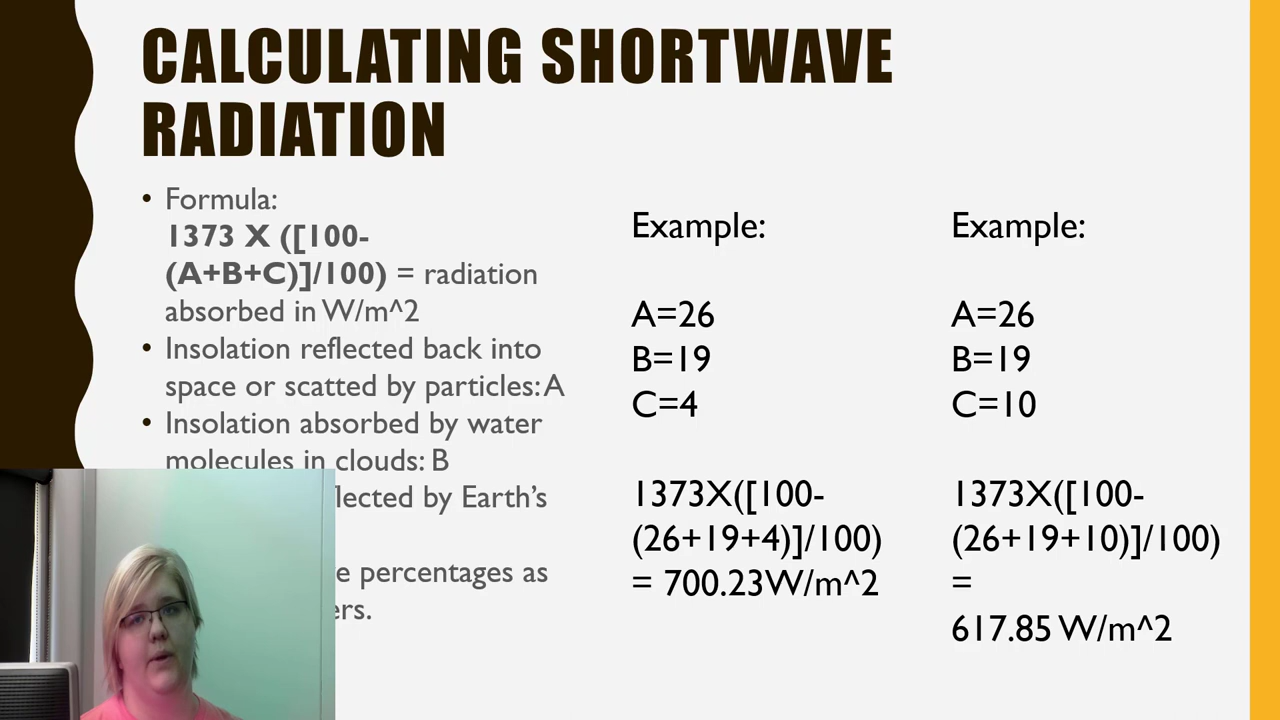 CALCULATING SHORTWAVE
RADIATION
• Formula:
1373 X ([100-
(A+B+C)]/100) = radiation
absorbed in W/m^2
• Insolation reflected back into
space or scatted by particles: A
• Insolation absorbed by water
molecules in clouds: B
by Earth's
percentages as
Example:
A=26
B=19
C=4
1373X([100-
(26+19+4)]/100)
= 700.23W/m^2
Example:
A=26
B=19
C=10
1373X([100-
(26+19+10)]/100)
=
617.85 W/m^2